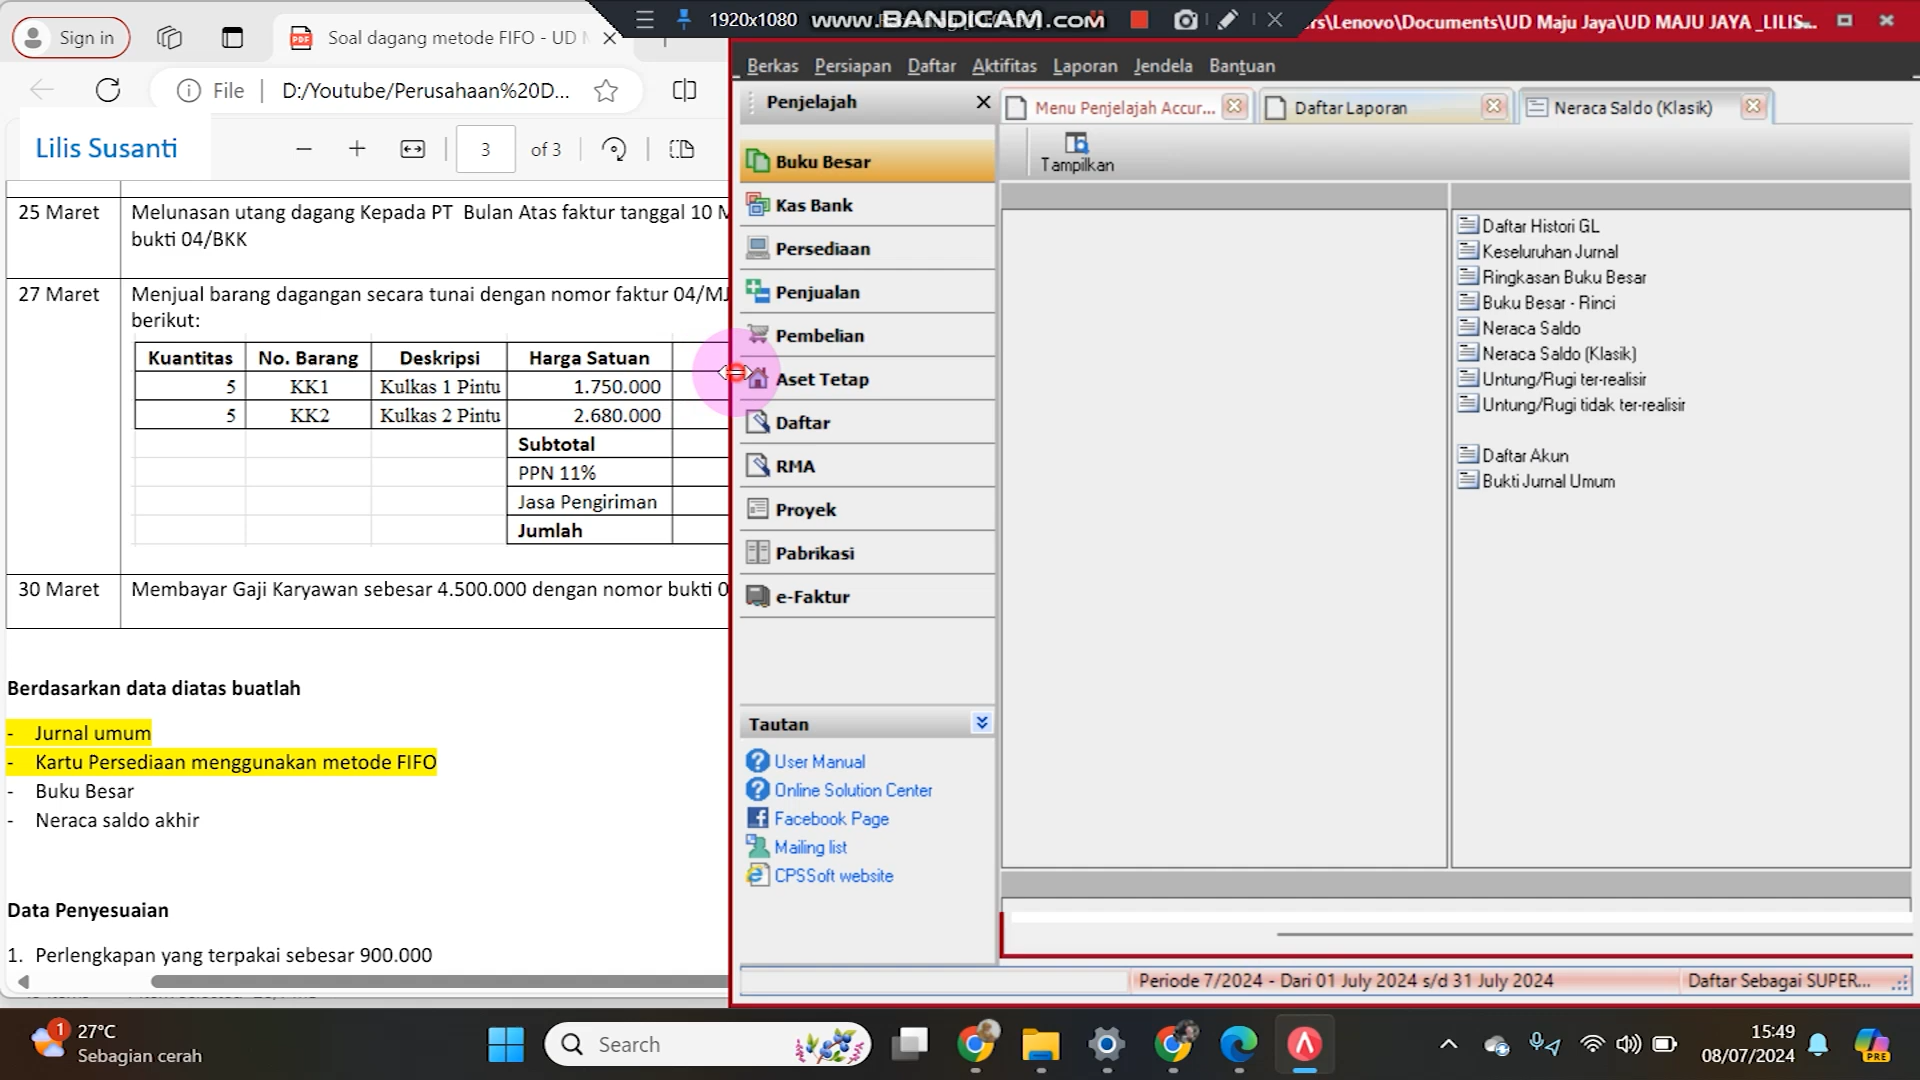 1920x1080
www.BANDICAM.com
rs\Lenovo\Documents\UD Maju Jaya\UD MAJU JAYA _LILIS...
Sign in
Soal dagang metode FIFO - UD M
File
D:/Youtube/Perusahaan%20D...
Lilis Susanti
3
of 3
25 Maret
Melunasan utang dagang Kepada PT Bulan Atas faktur tanggal 10 M
bukti 04/BKK
27 Maret
Menjual barang dagangan secara tunai dengan nomor faktur 04/MJ
berikut:
Kuantitas No. Barang Deskripsi Harga Satuan
5 KK1 Kulkas 1 Pintu 1.750.000
5 KK2 Kulkas 2 Pintu 2.680.000
Subtotal
PPN 11%
Jasa Pengiriman
Jumlah
30 Maret
Membayar Gaji Karyawan sebesar 4.500.000 dengan nomor bukti 0
Berdasarkan data diatas buatlah
- Jurnal umum
- Kartu Persediaan menggunakan metode FIFO
- Buku Besar
- Neraca saldo akhir
Data Penyesuaian
1. Perlengkapan yang terpakai sebesar 900.000
Berkas Persiapan Daftar Aktifitas Laporan Jendela Bantuan
Penjelajah
Menu Penjelajah Accur...
Daftar Laporan
Neraca Saldo (Klasik)
Tampilkan
Buku Besar
Kas Bank
Persediaan
Penjualan
Pembelian
Aset Tetap
Daftar
RMA
Proyek
Pabrikasi
e-Faktur
Tautan
User Manual
Online Solution Center
Facebook Page
Mailing list
CPSSoft website
Daftar Histori GL
Keseluruhan Jurnal
Ringkasan Buku Besar
Buku Besar - Rinci
Neraca Saldo
Neraca Saldo (Klasik)
Untung/Rugi ter-realisir
Untung/Rugi tidak ter-realisir
Daftar Akun
Bukti Jurnal Umum
Periode 7/2024 - Dari 01 July 2024 s/d 31 July 2024
Daftar Sebagai SUPER...
1
27°C
Sebagian cerah
Search
15:49
08/07/2024
PRE